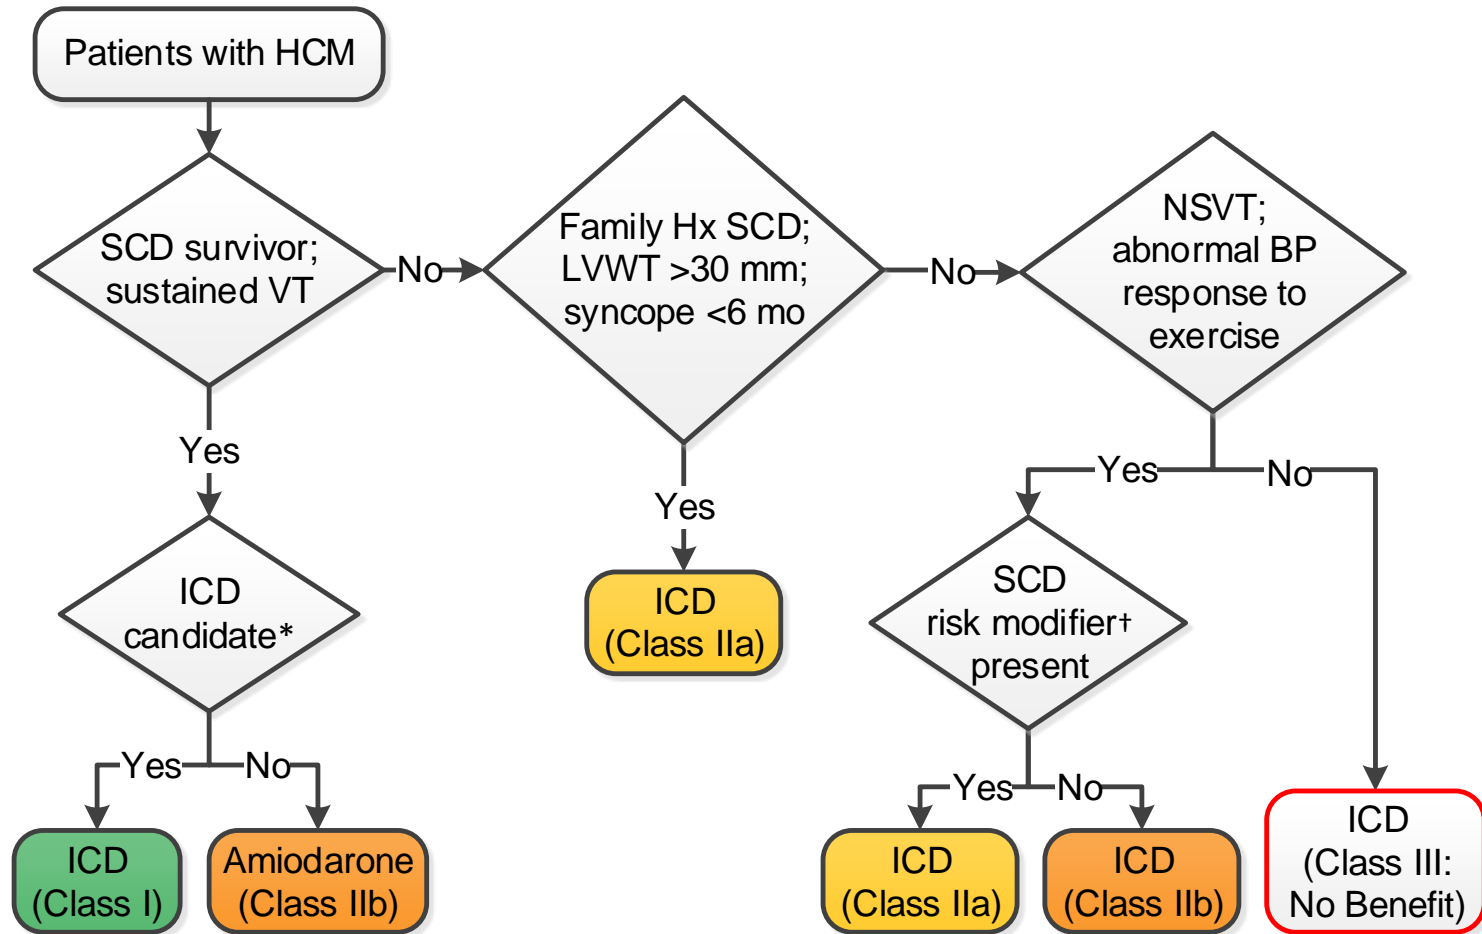 Patients with HCM
SCD survivor;
sustained VT
No
Family Hx SCD;
LVWT >30 mm;
syncope <6 mo
No
NSVT;
abnormal BP
response to
exercise
Yes
ICD
candidate*
Yes
No
ICD
(Class I)
Amiodarone
(Class IIb)
Yes
ICD
(Class IIa)
Yes
No
SCD
risk modifier†
present
Yes
No
ICD
(Class IIa)
ICD
(Class IIb)
ICD
(Class III:
No Benefit)